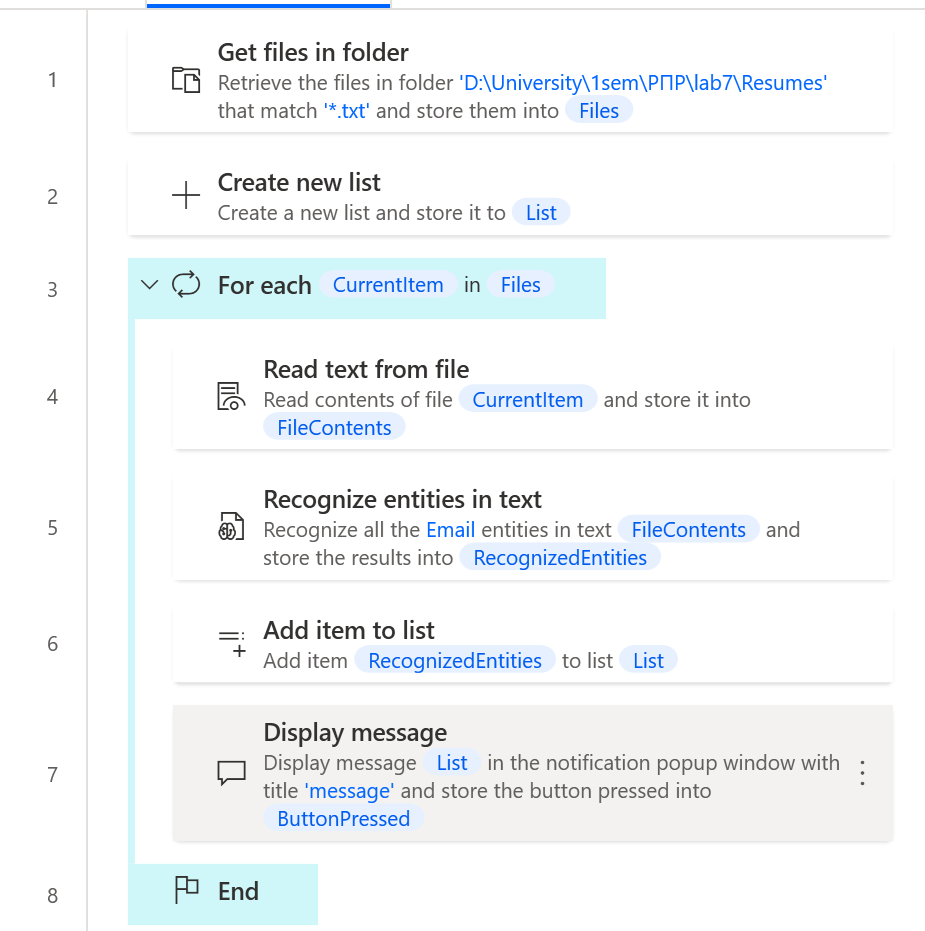 1
Get files in folder
Retrieve the files in folder 'D:\University\1sem\РПР\lab7\Resumes'
that match '*.txt' and store them into Files
2
Create new list
Create a new list and store it to List
3
For each CurrentItem in Files
4
Read text from file
Read contents of file CurrentItem and store it into
FileContents
5
Recognize entities in text
Recognize all the Email entities in text FileContents and
store the results into RecognizedEntities
6
Add item to list
Add item RecognizedEntities to list List
7
Display message
Display message List in the notification popup window with
title 'message' and store the button pressed into
ButtonPressed
8
End